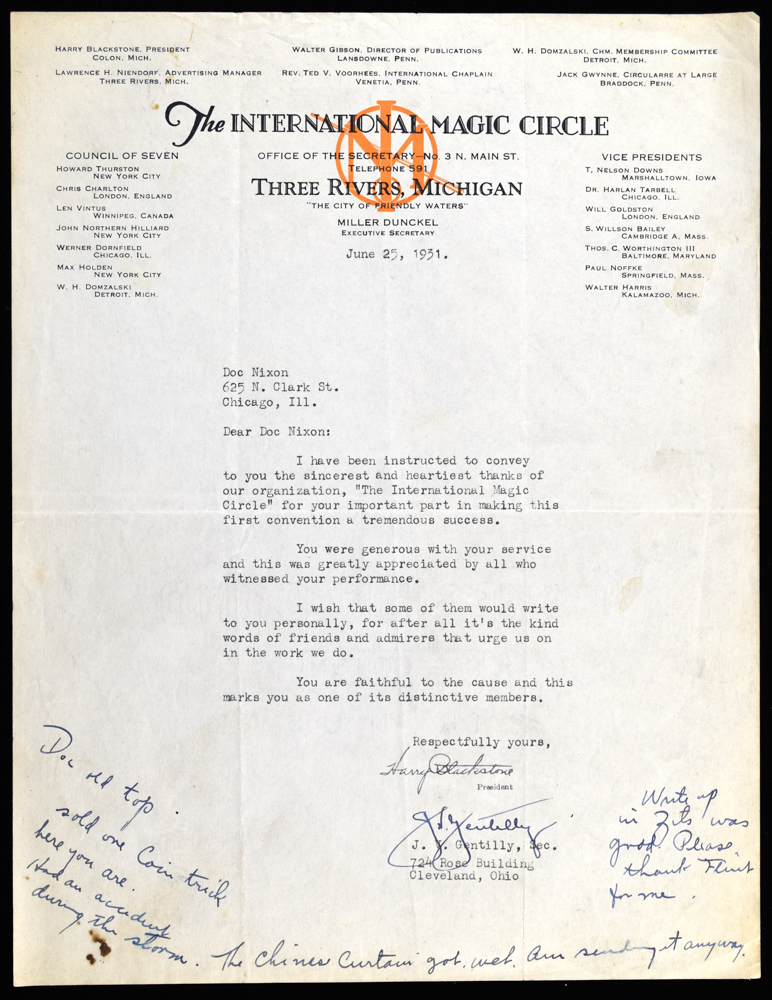 HARRY BLACKSTONE, PRESIDENT
COLON, MICH.
WALTER GIBSON, DIRECTOR OF PUBLICATIONS
LANSDOWNE, PENN.
W. H. DOMZALSKI, CHM. MEMBERSHIP COMMITTEE
DETROIT, MICH.
LAWRENCE H. NIENDORF, ADVERTISING MANAGER
THREE RIVERS, MICH.
REV. TED V. VOORHEES, INTERNATIONAL CHAPLAIN
VENETIA, PENN.
JACK GWYNNE, CIRCULARRE AT LARGE
BRADDOCK, PENN.
The INTERNATIONAL MAGIC CIRCLE
OFFICE OF THE SECRETARY—No. 3 N. MAIN ST.
TELEPHONE 591
THREE RIVERS, MICHIGAN
"THE CITY OF FRIENDLY WATERS"
MILLER DUNCKEL
EXECUTIVE SECRETARY
COUNCIL OF SEVEN
HOWARD THURSTON
NEW YORK CITY
CHRIS CHARLTON
LONDON, ENGLAND
LEN VINTUS
WINNIPEG, CANADA
JOHN NORTHERN HILLIARD
NEW YORK CITY
WERNER DORNFIELD
CHICAGO, ILL.
MAX HOLDEN
NEW YORK CITY
W. H. DOMZALSKI
DETROIT, MICH.
VICE PRESIDENTS
T. NELSON DOWNS
MARSHALLTOWN, IOWA
DR. HARLAN TARBELL
CHICAGO, ILL.
WILL GOLDSTON
LONDON, ENGLAND
S. WILLSON BAILEY
CAMBRIDGE A, MASS.
THOS. C. WORTHINGTON III
BALTIMORE, MARYLAND
PAUL NOFFKE
SPRINGFIELD, MASS.
WALTER HARRIS
KALAMAZOO, MICH.
June 25, 1931.
Doc Nixon
625 N. Clark St.
Chicago, Ill.
Dear Doc Nixon:
I have been instructed to convey
to you the sincerest and heartiest thanks of
our organization, "The International Magic
Circle" for your important part in making this
first convention a tremendous success.
You were generous with your service
and this was greatly appreciated by all who
witnessed your performance.
I wish that some of them would write
to you personally, for after all it's the kind
words of friends and admirers that urge us on
in the work we do.
You are faithful to the cause and this
marks you as one of its distinctive members.
Respectfully yours,
Harry Blackstone
President
J. V. Gentilly
J. V. Gentilly, Sec.
724 Rose Building
Cleveland, Ohio
Doc old top.
sold one Coin trick
here you are.
Had an accident
during the storm. The Chines Curtain got. wet. Am sending it anyway.
Write up
in Zits was
good. Please
thank Flint
for me.